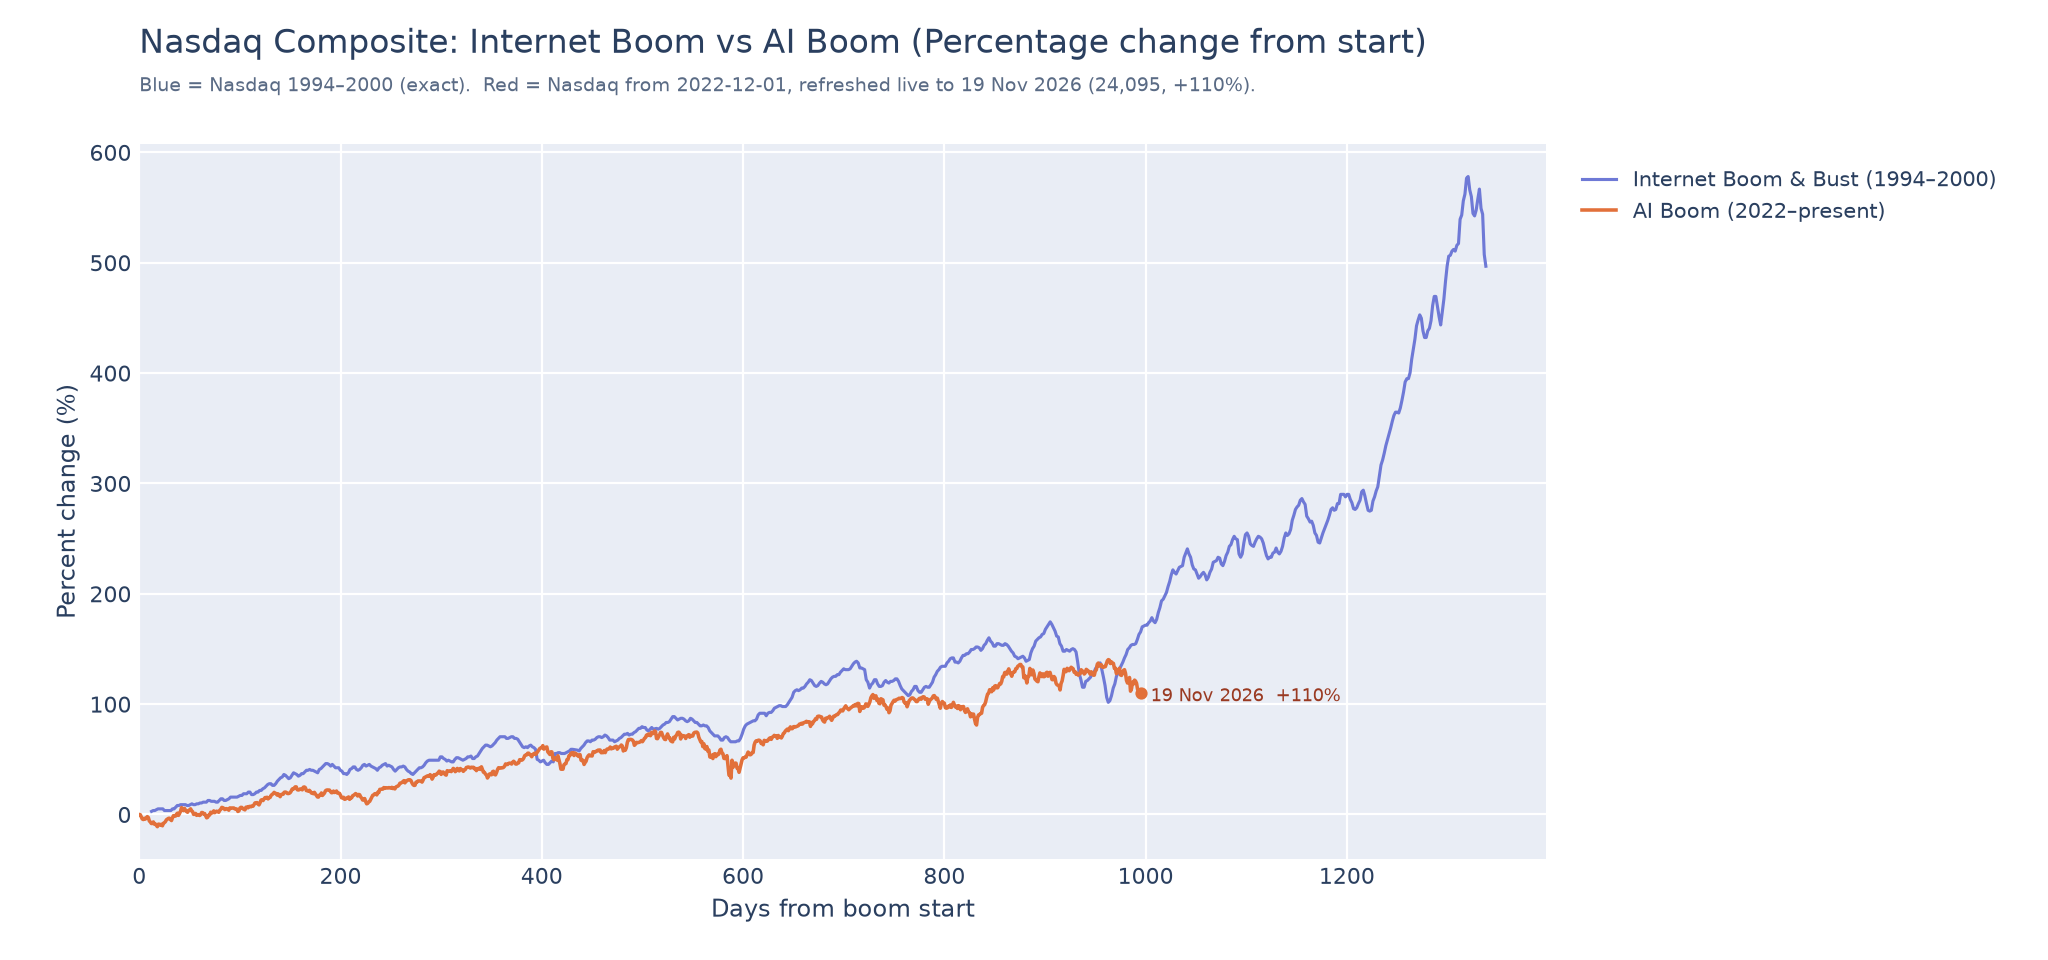 Nasdaq Composite: Internet Boom vs AI Boom (Percentage change from start)
Blue = Nasdaq 1994–2000 (exact).  Red = Nasdaq from 2022-12-01, refreshed live to 19 Nov 2026 (24,095, +110%).
Internet Boom & Bust (1994–2000)
AI Boom (2022–present)
Percent change (%)
600
500
400
300
200
100
0
19 Nov 2026  +110%
0
200
400
600
800
1000
1200
Days from boom start